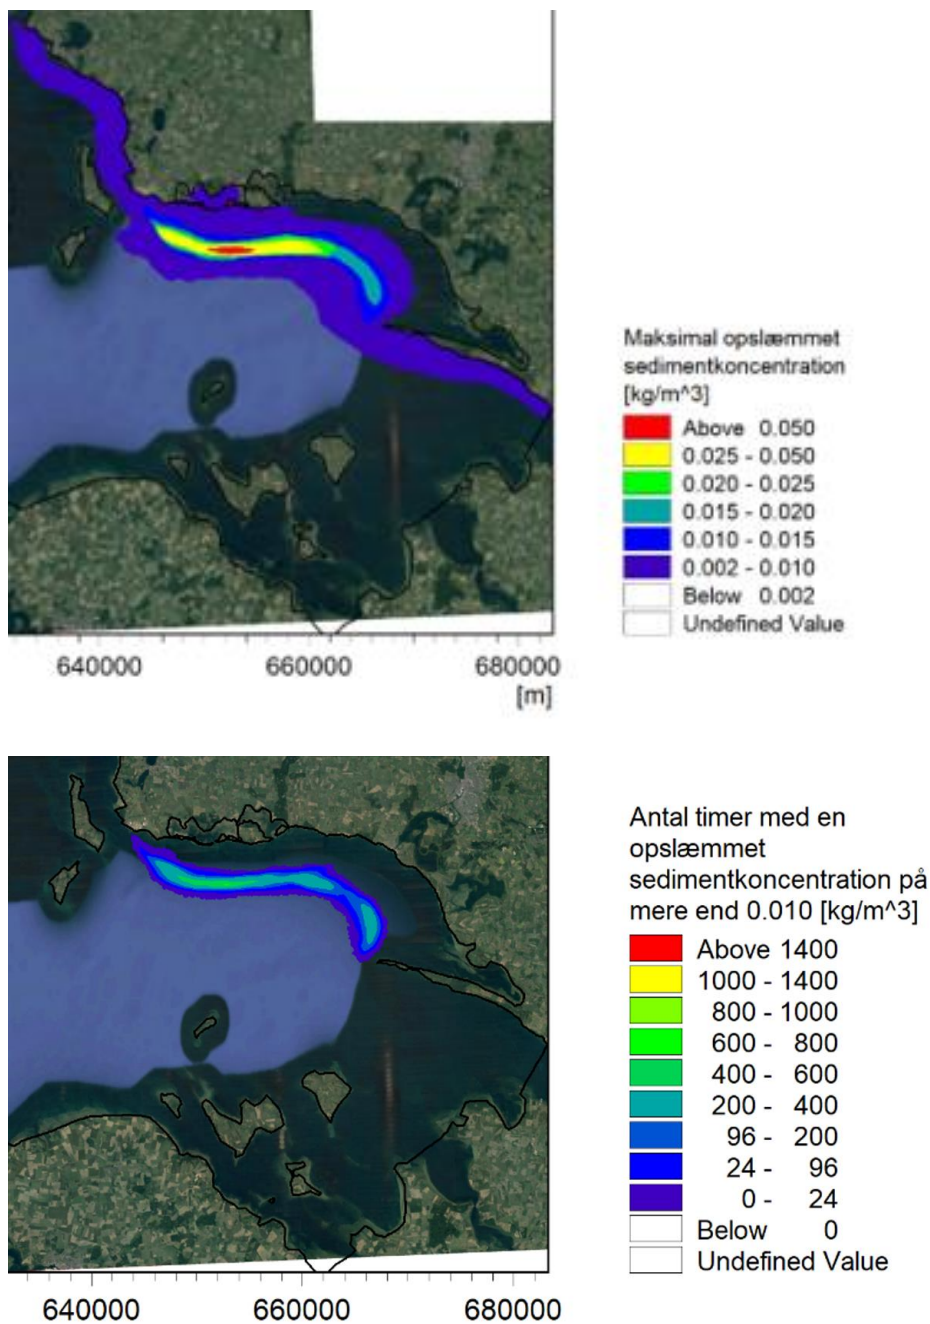 Maksimal opslæmmet
sedimentkoncentration
[kg/m^3]
Above 0.050
0.025 - 0.050
0.020 - 0.025
0.015 - 0.020
0.010 - 0.015
0.002 - 0.010
Below 0.002
Undefined Value
640000 660000 680000
[m]
Antal timer med en
opslæmmet
sedimentkoncentration på
mere end 0.010 [kg/m^3]
Above 1400
1000 - 1400
800 - 1000
600 - 800
400 - 600
200 - 400
96 - 200
24 - 96
0 - 24
Below 0
Undefined Value
640000 660000 680000